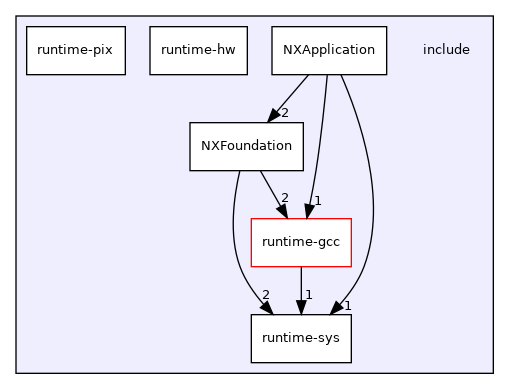 runtime-pix
runtime-hw
NXApplication
include
2
NXFoundation
2
1
runtime-gcc
2
1
1
runtime-sys